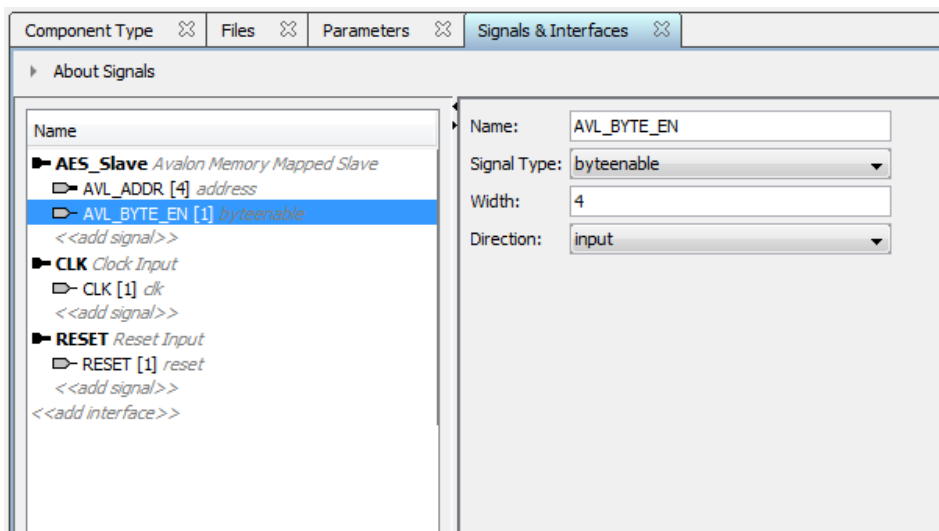 Component Type Files Parameters Signals & Interfaces
About Signals
Name
AES_Slave Avalon Memory Mapped Slave
AVL_ADDR [4] address
AVL_BYTE_EN [1] byteenable
<<add signal>>
CLK Clock Input
CLK [1] clk
<<add signal>>
RESET Reset Input
RESET [1] reset
<<add signal>>
<<add interface>>
Name: AVL_BYTE_EN
Signal Type: byteenable
Width: 4
Direction: input